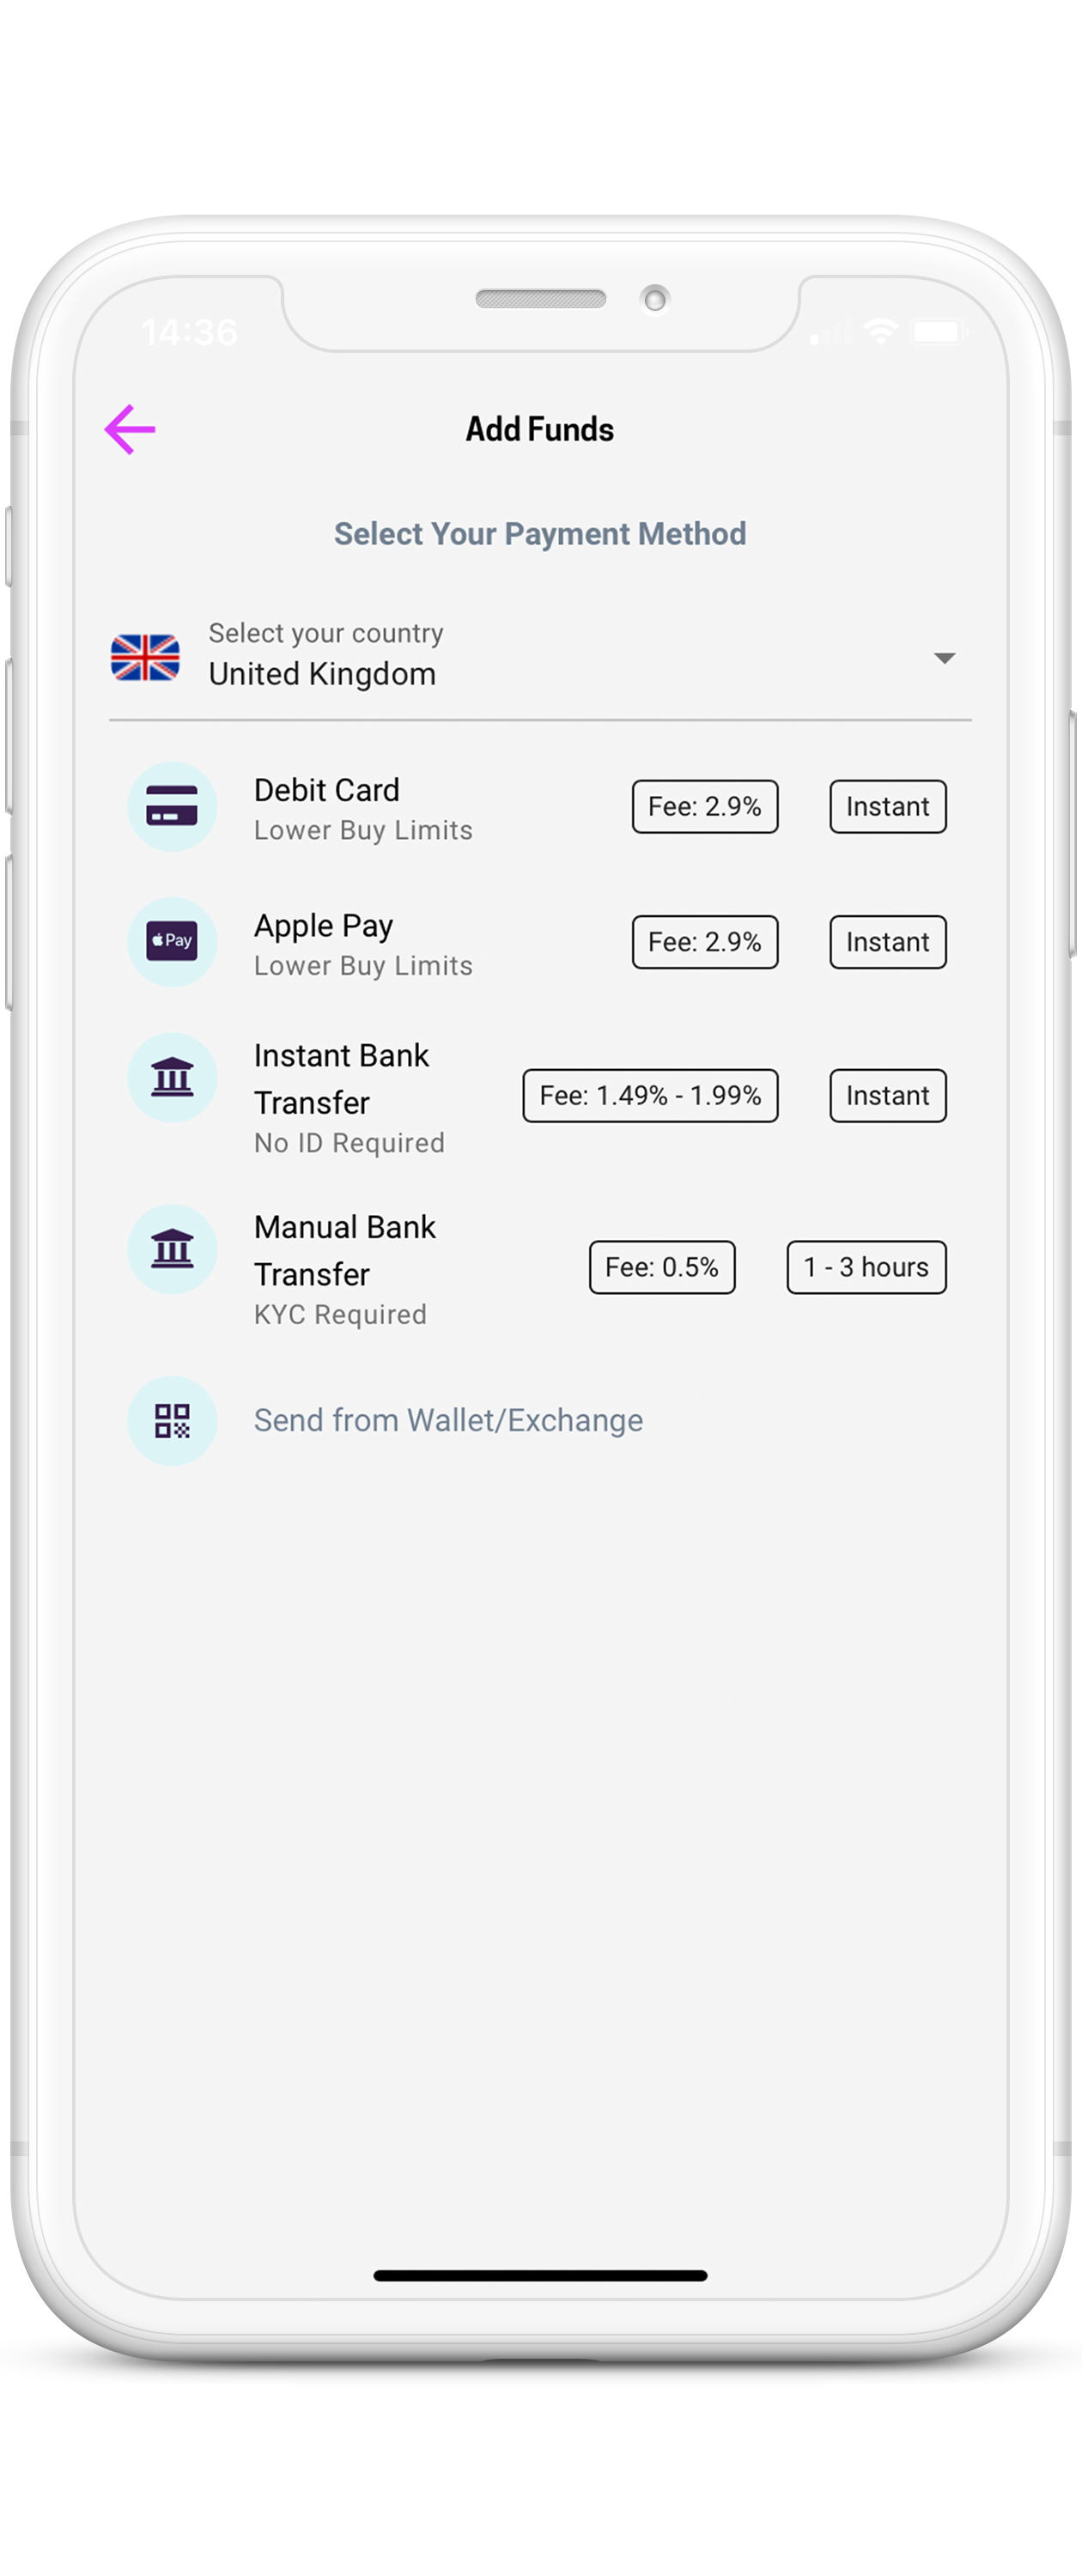 14:36
Add Funds
Select Your Payment Method
Select your country
United Kingdom
Debit Card
Lower Buy Limits
Fee: 2.9%
Instant
Pay
Apple Pay
Lower Buy Limits
Fee: 2.9%
Instant
Instant Bank
Transfer
No ID Required
Fee: 1.49% - 1.99%
Instant
Manual Bank
Transfer
KYC Required
Fee: 0.5%
1 - 3 hours
Send from Wallet/Exchange